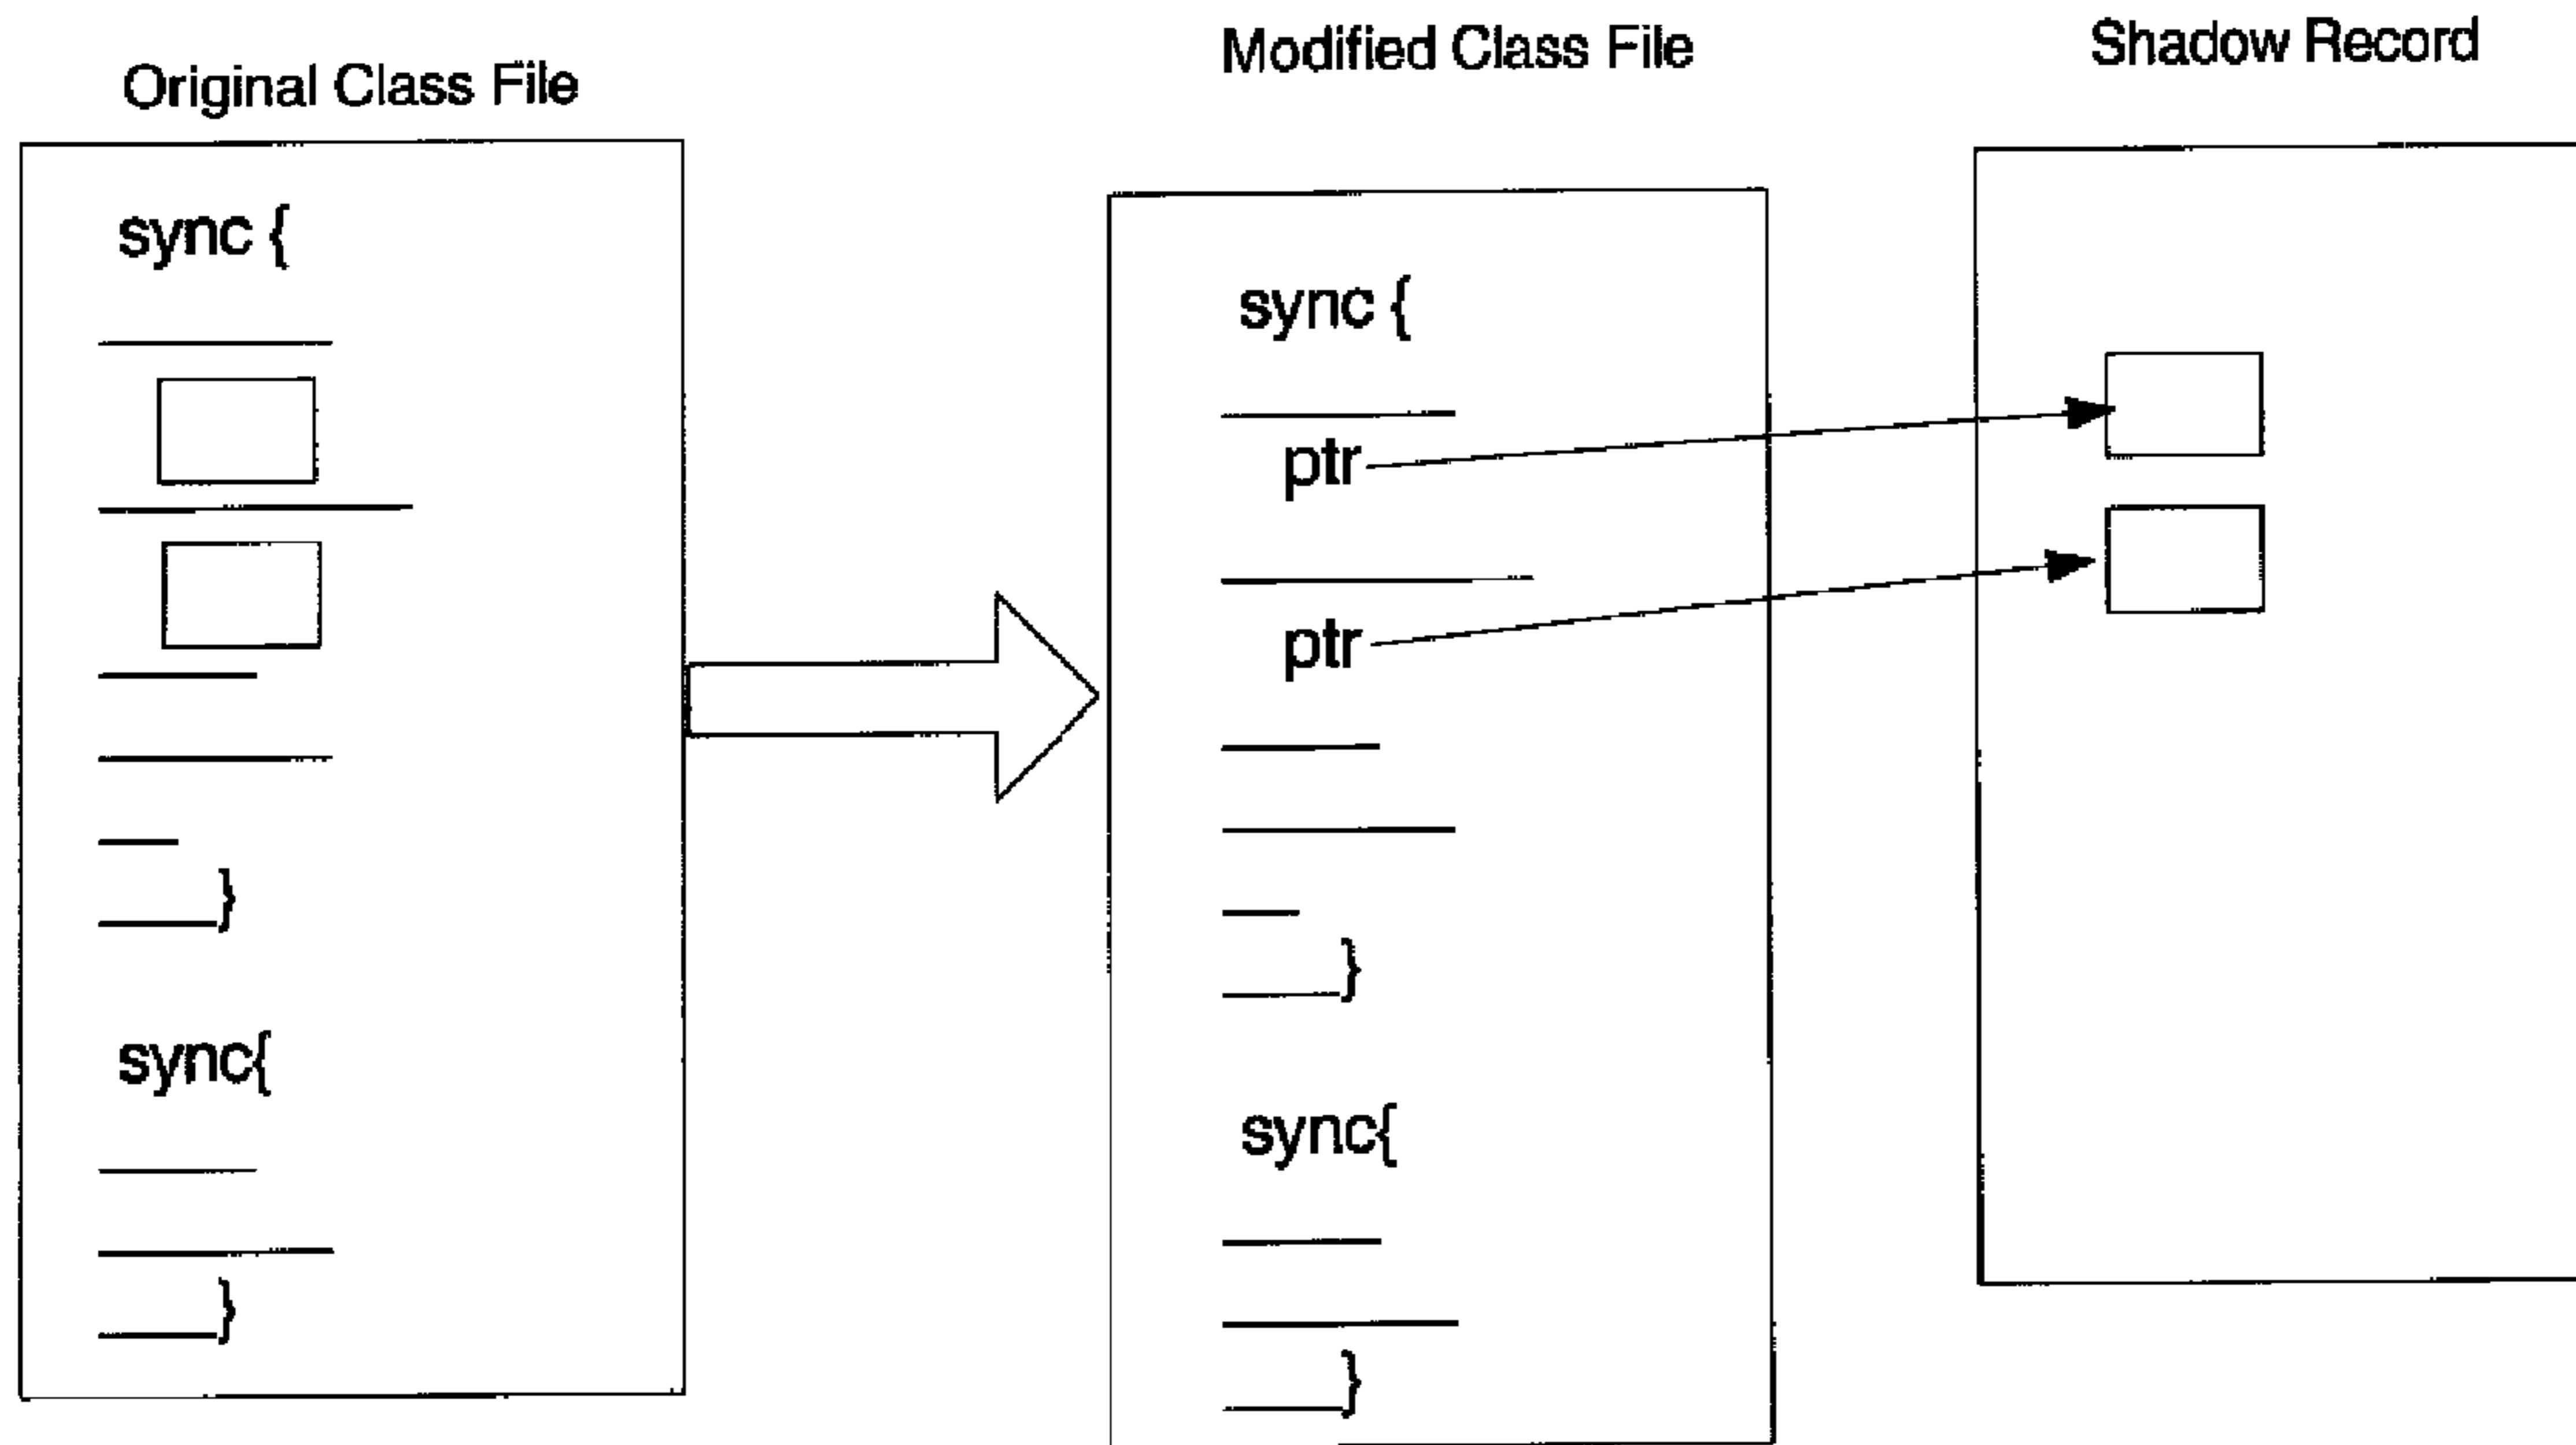 Original Class File
sync {
}
sync{
}
Modified Class File
sync {
ptr
ptr
}
sync{
}
Shadow Record